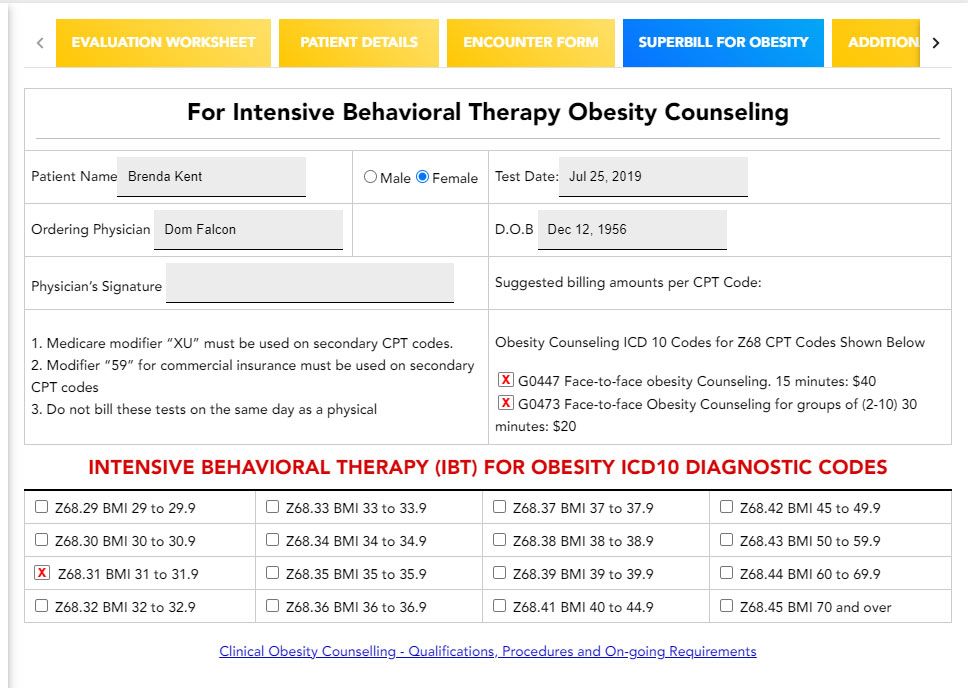 EVALUATION WORKSHEET PATIENT DETAILS ENCOUNTER FORM SUPERBILL FOR OBESITY ADDITION
For Intensive Behavioral Therapy Obesity Counseling
Patient Name Brenda Kent Male Female Test Date: Jul 25, 2019
Ordering Physician Dom Falcon D.O.B Dec 12, 1956
Physician’s Signature Suggested billing amounts per CPT Code:
1. Medicare modifier “XU” must be used on secondary CPT codes.
2. Modifier “59” for commercial insurance must be used on secondary
CPT codes
3. Do not bill these tests on the same day as a physical
Obesity Counseling ICD 10 Codes for Z68 CPT Codes Shown Below
X G0447 Face-to-face obesity Counseling. 15 minutes: $40
X G0473 Face-to-face Obesity Counseling for groups of (2-10) 30
minutes: $20
INTENSIVE BEHAVIORAL THERAPY (IBT) FOR OBESITY ICD10 DIAGNOSTIC CODES
Z68.29 BMI 29 to 29.9 Z68.33 BMI 33 to 33.9 Z68.37 BMI 37 to 37.9 Z68.42 BMI 45 to 49.9
Z68.30 BMI 30 to 30.9 Z68.34 BMI 34 to 34.9 Z68.38 BMI 38 to 38.9 Z68.43 BMI 50 to 59.9
X Z68.31 BMI 31 to 31.9 Z68.35 BMI 35 to 35.9 Z68.39 BMI 39 to 39.9 Z68.44 BMI 60 to 69.9
Z68.32 BMI 32 to 32.9 Z68.36 BMI 36 to 36.9 Z68.41 BMI 40 to 44.9 Z68.45 BMI 70 and over
Clinical Obesity Counselling - Qualifications, Procedures and On-going Requirements